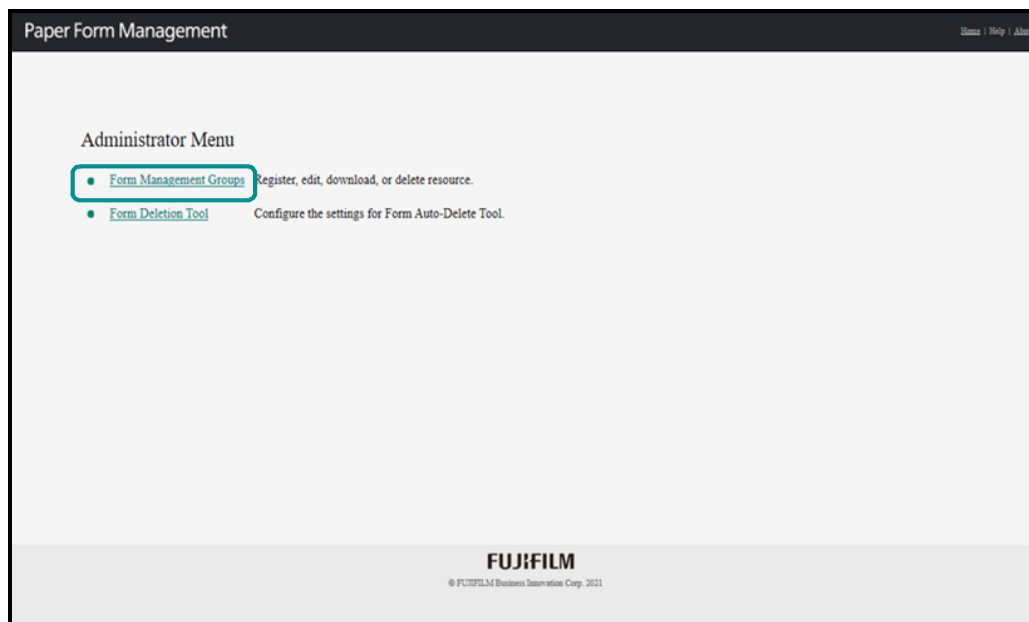 Paper Form Management
Home | Help | Abou
Administrator Menu
Form Management Groups Register, edit, download, or delete resource.
Form Deletion Tool Configure the settings for Form Auto-Delete Tool.
FUJIFILM
© FUJIFILM Business Innovation Corp. 2021